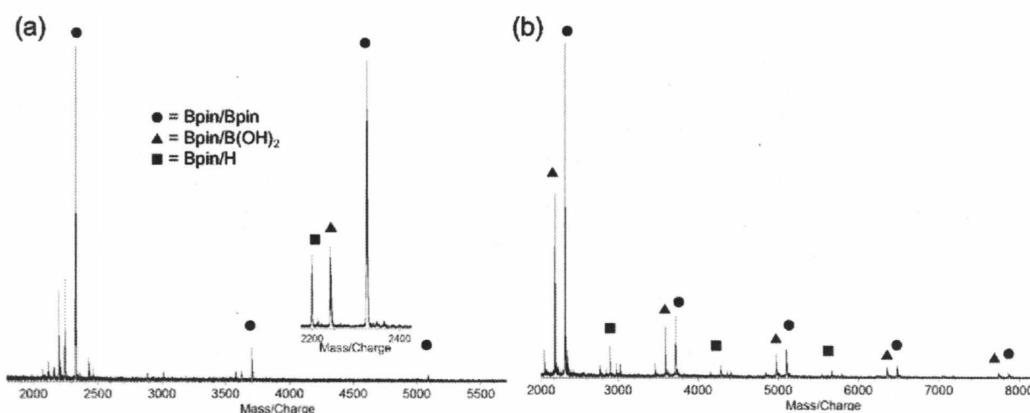 (a)
● = Bpin/Bpin
▲ = Bpin/B(OH)₂
■ = Bpin/H
2200 2400
Mass/Charge
2000 2500 3000 3500 4000 4500 5000 5500
Mass/Charge
(b)
2000 3000 4000 5000 6000 7000 8000
Mass/Charge